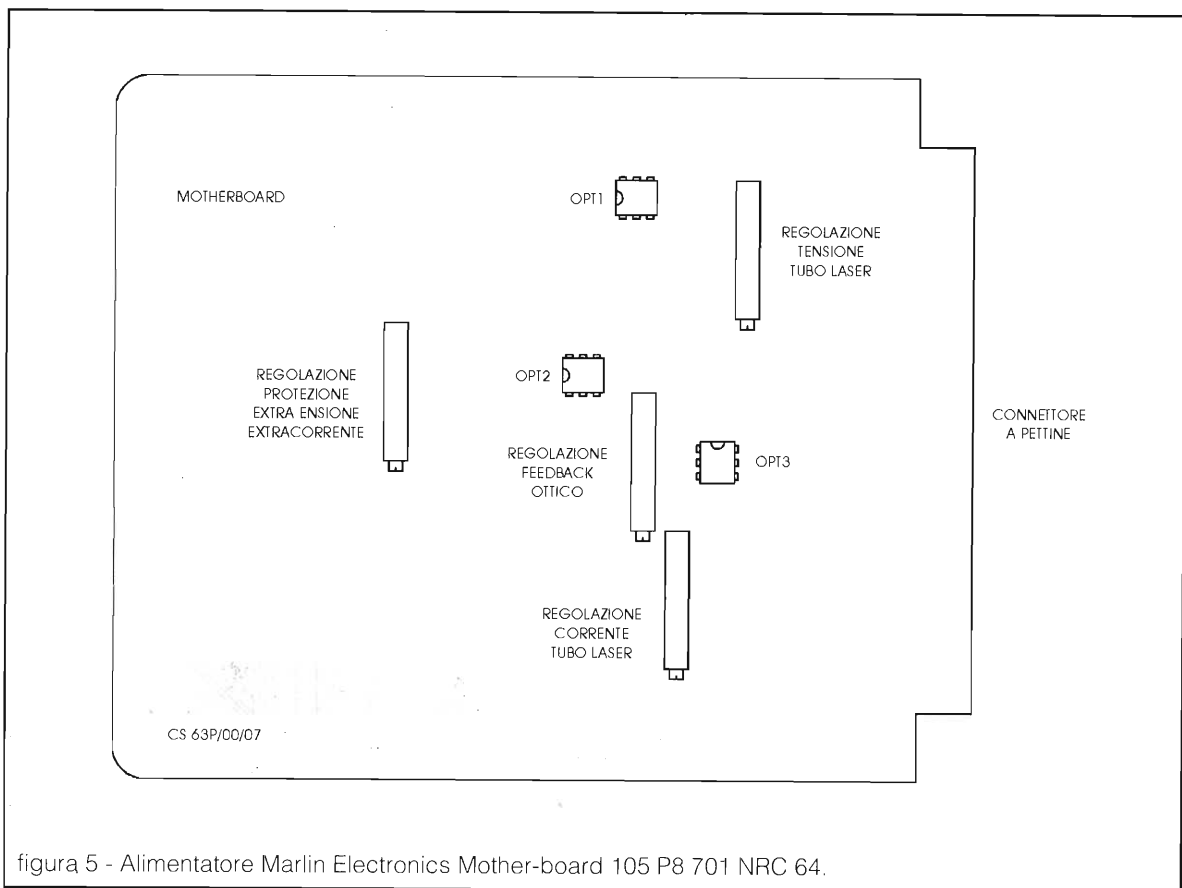 MOTHERBOARD
OPT1
REGOLAZIONE
TENSIONE
TUBO LASER
REGOLAZIONE
PROTEZIONE
EXTRA ENSIONE
EXTRACORRENTE
OPT2
REGOLAZIONE
FEEDBACK
OTTICO
OPT3
CONNETTORE
A PETTINE
REGOLAZIONE
CORRENTE
TUBO LASER
CS 63P/00/07
figura 5 - Alimentatore Marlin Electronics Mother-board 105 P8 701 NRC 64.